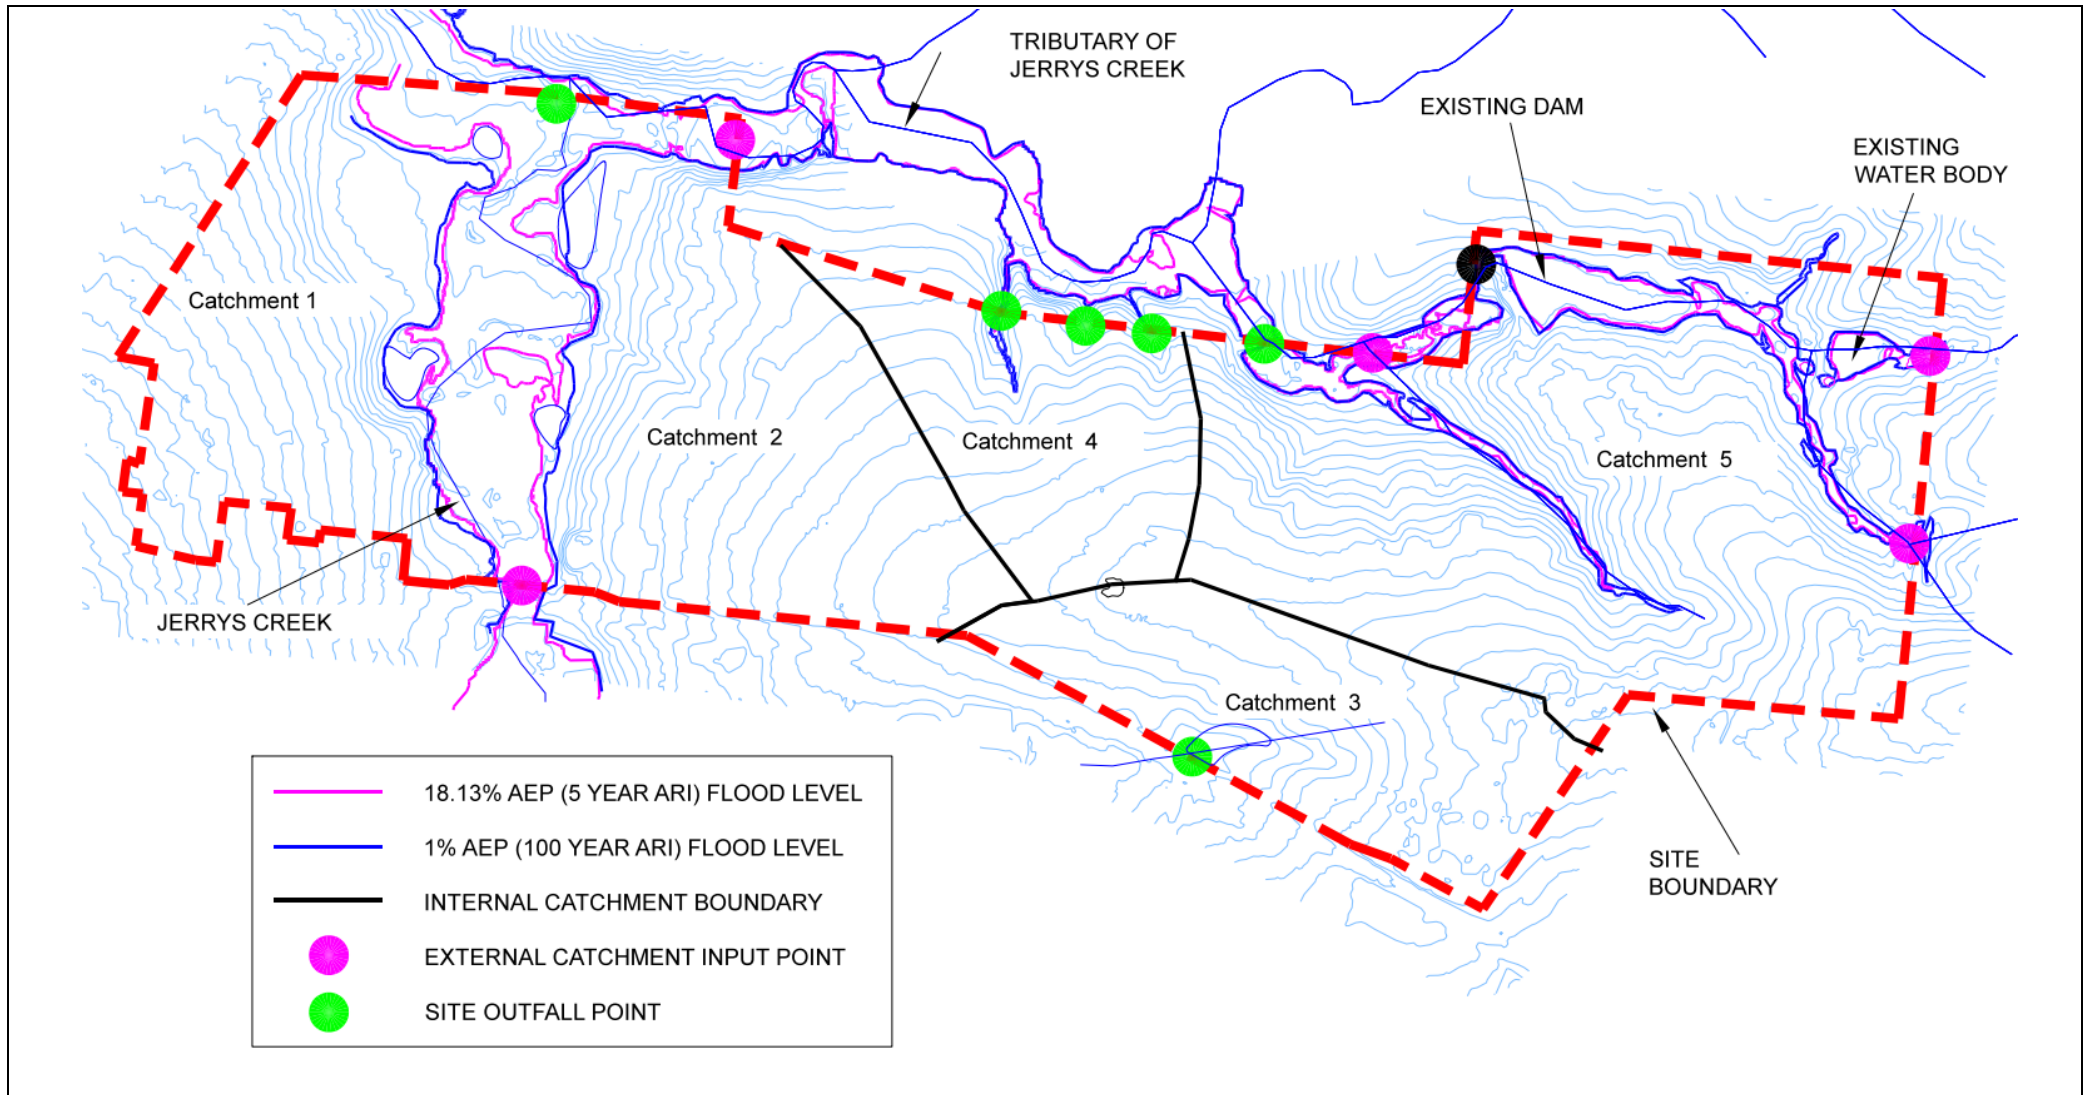 TRIBUTARY OF
JERRYS CREEK
EXISTING DAM
EXISTING
WATER BODY
Catchment 1
Catchment 2
Catchment 4
Catchment 5
JERRYS CREEK
Catchment 3
SITE
BOUNDARY
18.13% AEP (5 YEAR ARI) FLOOD LEVEL
1% AEP (100 YEAR ARI) FLOOD LEVEL
INTERNAL CATCHMENT BOUNDARY
EXTERNAL CATCHMENT INPUT POINT
SITE OUTFALL POINT